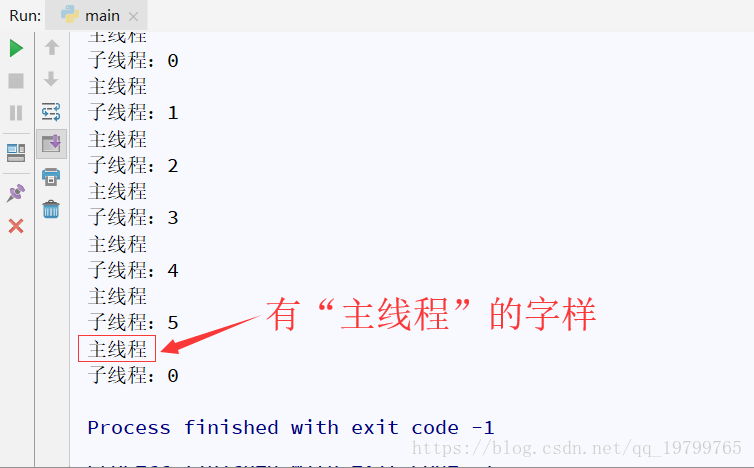 Run: main
主线程
子线程：0
主线程
子线程：1
主线程
子线程：2
主线程
子线程：3
主线程
子线程：4
主线程
子线程：5
主线程
子线程：0
有“主线程”的字样
Process finished with exit code -1
https://blog.csdn.net/qq_19799765